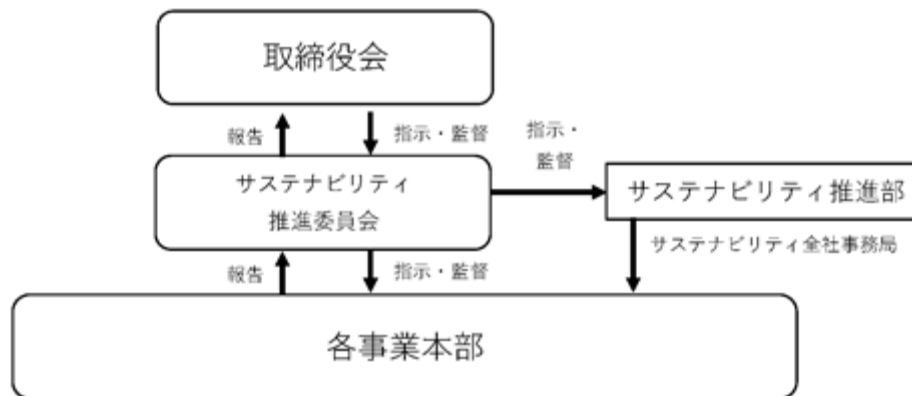 取締役会
報告
指示・監督
指示・
監督
サステナビリティ
推進委員会
サステナビリティ推進部
サステナビリティ全社事務局
報告
指示・監督
各事業本部